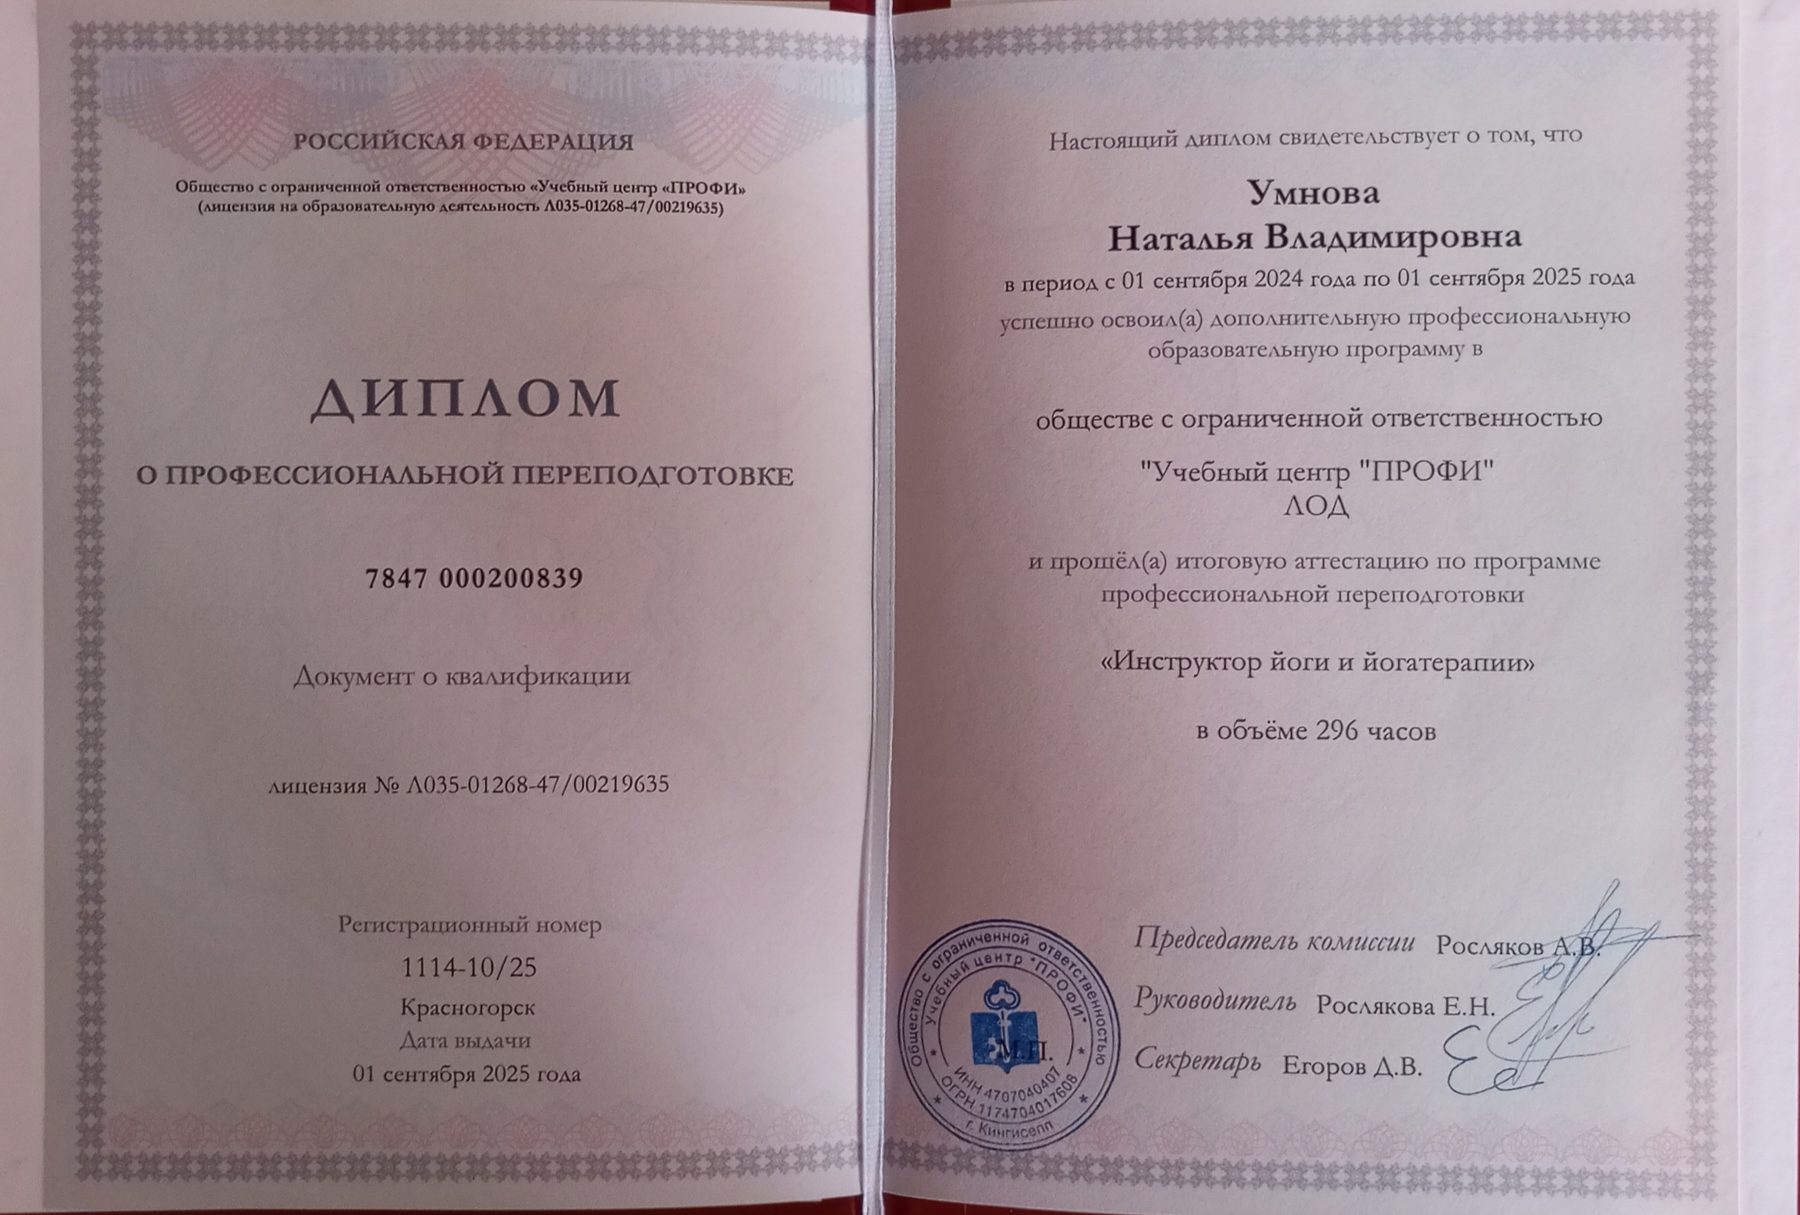 РОССИЙСКАЯ ФЕДЕРАЦИЯ
Общество с ограниченной ответственностью «Учебный центр «ПРОФИ»
(лицензия на образовательную деятельность Л035-01268-47/00219635)
ДИПЛОМ
О ПРОФЕССИОНАЛЬНОЙ ПЕРЕПОДГОТОВКЕ
7847 000200839
Документ о квалификации
лицензия № Л035-01268-47/00219635
Регистрационный номер
1114-10/25
Красногорск
Дата выдачи
01 сентября 2025 года
Настоящий диплом свидетельствует о том, что
Умнова
Наталья Владимировна
в период с 01 сентября 2024 года по 01 сентября 2025 года
успешно освоил(а) дополнительную профессиональную
образовательную программу в
обществе с ограниченной ответственностью
"Учебный центр "ПРОФИ"
ЛОД
и прошёл(а) итоговую аттестацию по программе
профессиональной переподготовки
«Инструктор йоги и йогатерапии»
в объёме 296 часов
Председатель комиссии Росляков А.В.
Руководитель Рослякова Е.Н.
Секретарь Егоров Д.В.
М.П.
Общество с ограниченной ответственностью
Учебный центр "ПРОФИ"
ИНН 4707040407
ОГРН 1174704017608
г. Кингисепп